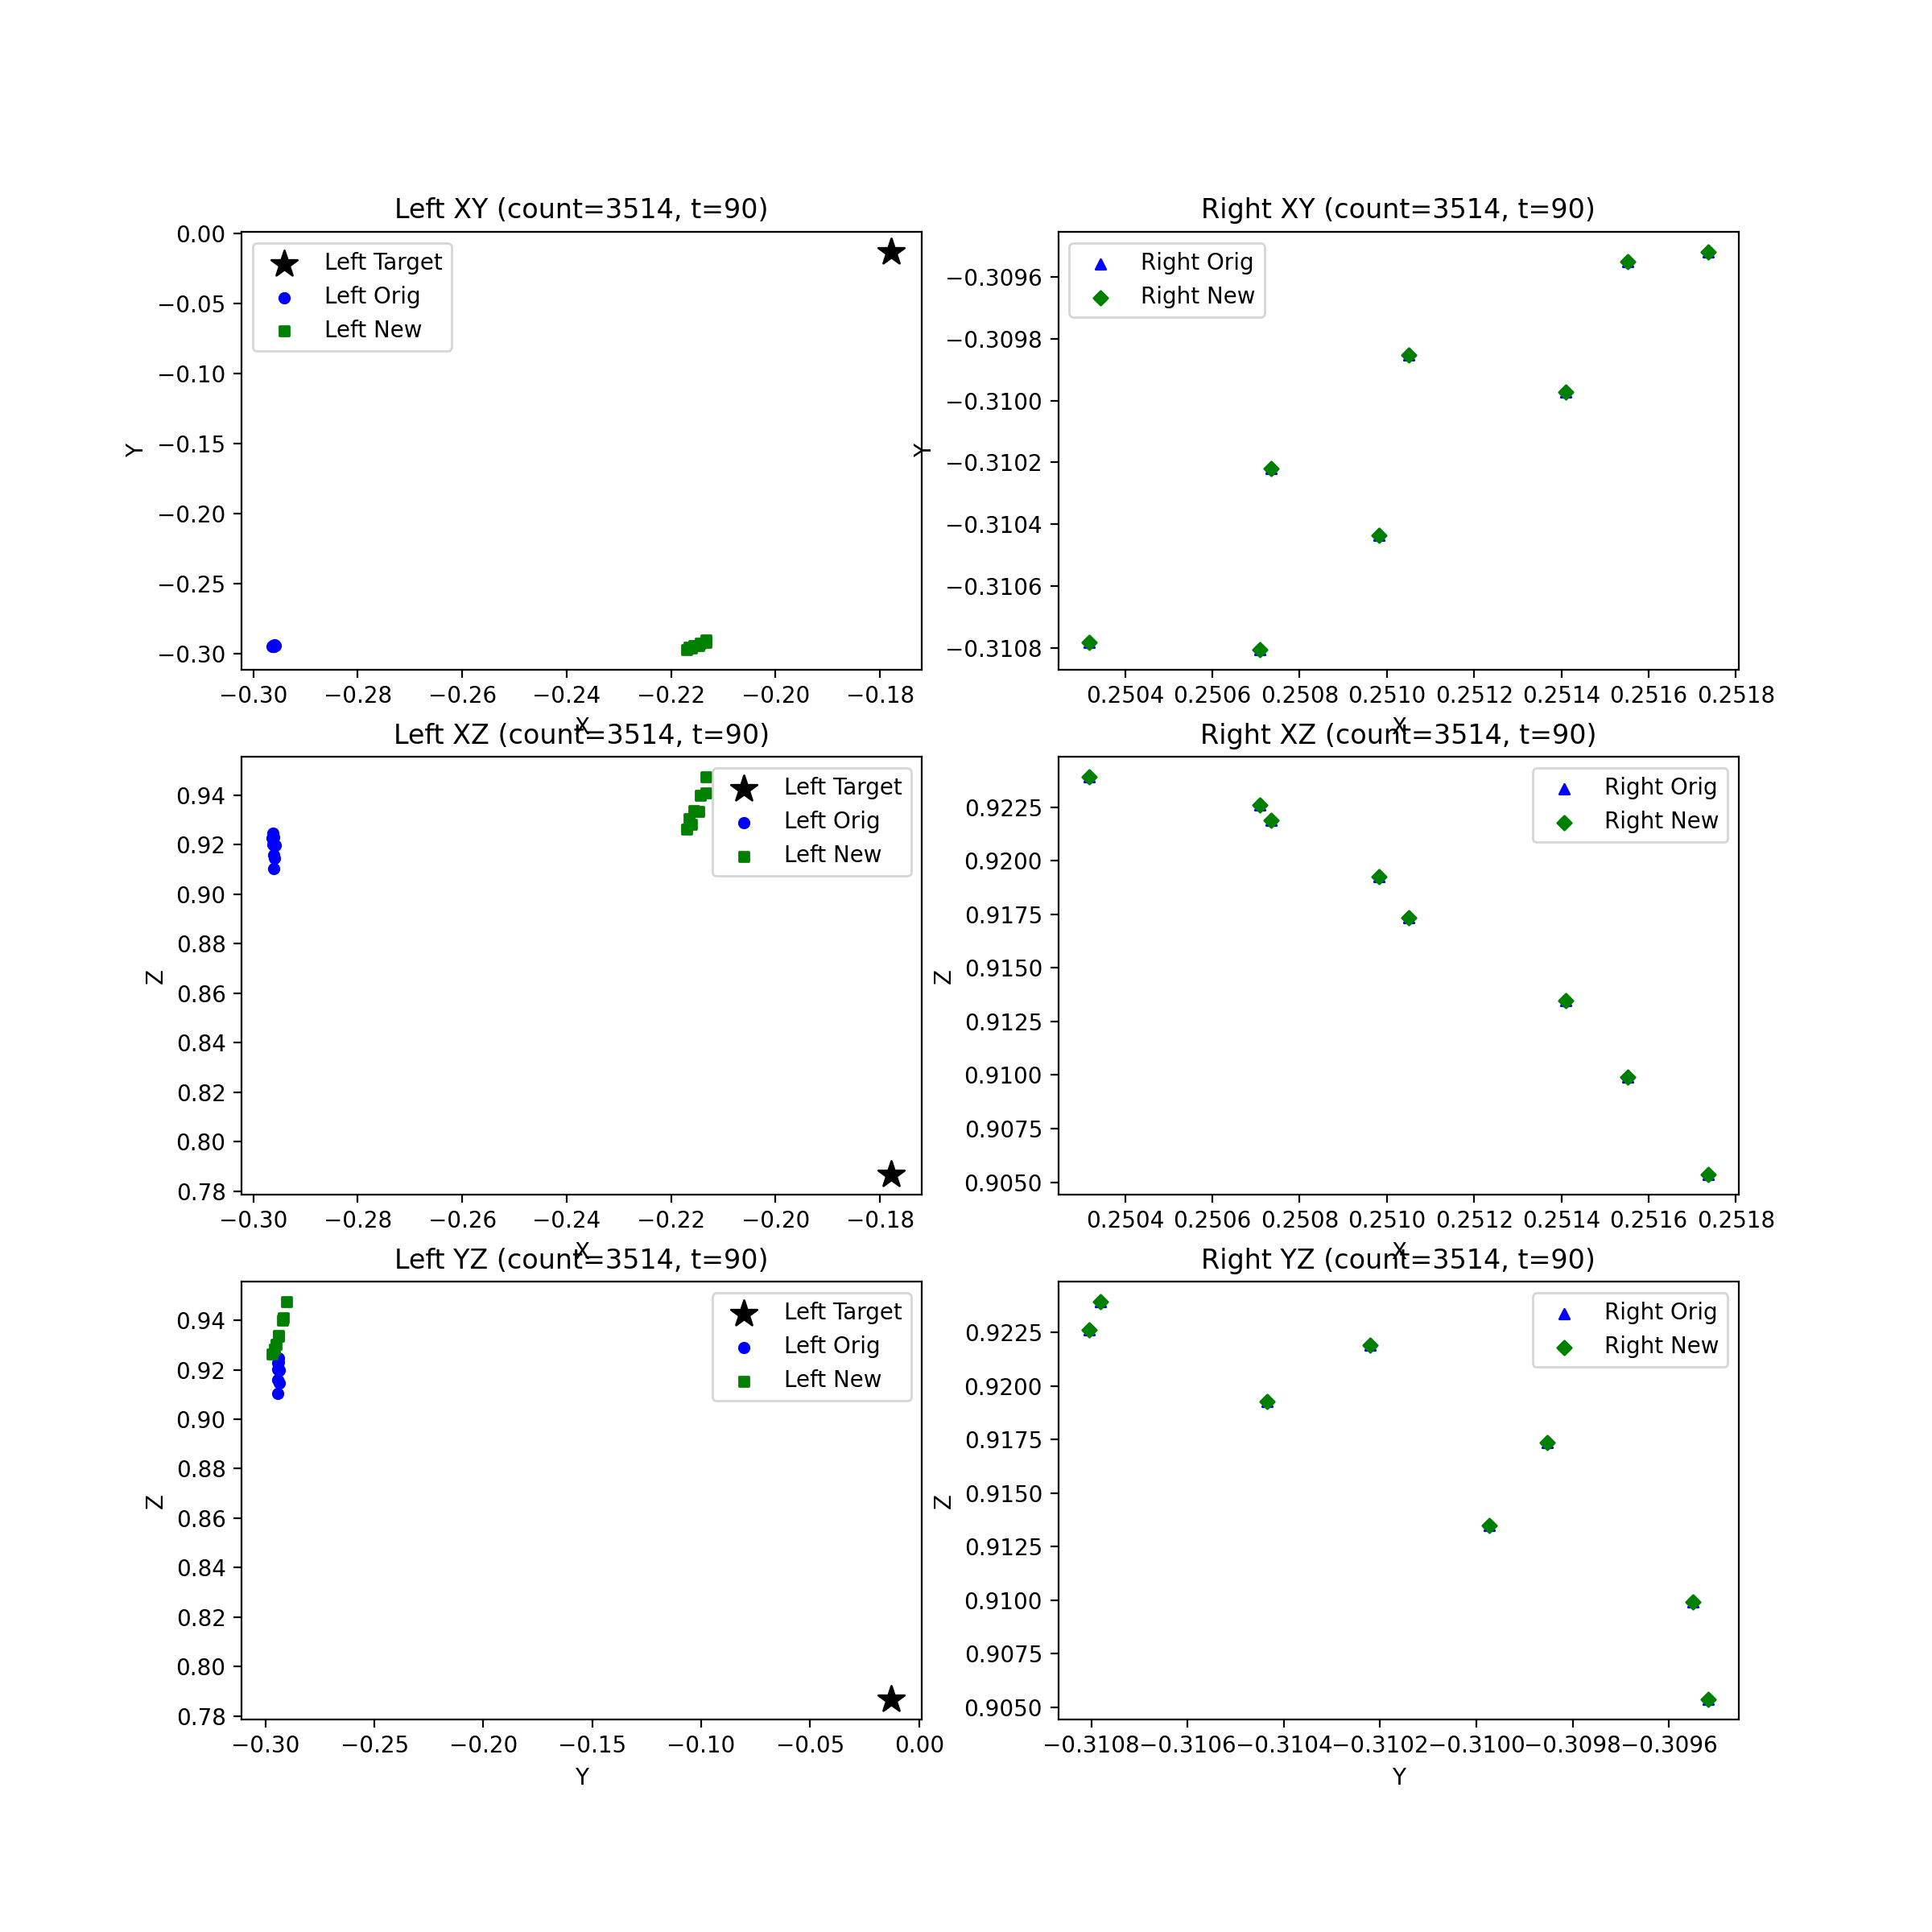 Left XY (count=3514, t=90)
0.00
−0.05
−0.10
−0.15
−0.20
−0.25
−0.30
Y
Left Target
Left Orig
Left New
−0.30 −0.28 −0.26 −0.24 −0.22 −0.20 −0.18
X
Right XY (count=3514, t=90)
−0.3096
−0.3098
−0.3100
−0.3102
−0.3104
−0.3106
−0.3108
Y
Right Orig
Right New
0.2504 0.2506 0.2508 0.2510 0.2512 0.2514 0.2516 0.2518
X
Left XZ (count=3514, t=90)
0.94
0.92
0.90
0.88
0.86
0.84
0.82
0.80
0.78
Z
Left Target
Left Orig
Left New
−0.30 −0.28 −0.26 −0.24 −0.22 −0.20 −0.18
X
Right XZ (count=3514, t=90)
0.9225
0.9200
0.9175
0.9150
0.9125
0.9100
0.9075
0.9050
Z
Right Orig
Right New
0.2504 0.2506 0.2508 0.2510 0.2512 0.2514 0.2516 0.2518
X
Left YZ (count=3514, t=90)
0.94
0.92
0.90
0.88
0.86
0.84
0.82
0.80
0.78
Z
Left Target
Left Orig
Left New
−0.30 −0.25 −0.20 −0.15 −0.10 −0.05 0.00
Y
Right YZ (count=3514, t=90)
0.9225
0.9200
0.9175
0.9150
0.9125
0.9100
0.9075
0.9050
Z
Right Orig
Right New
−0.3108 −0.3106 −0.3104 −0.3102 −0.3100 −0.3098 −0.3096
Y